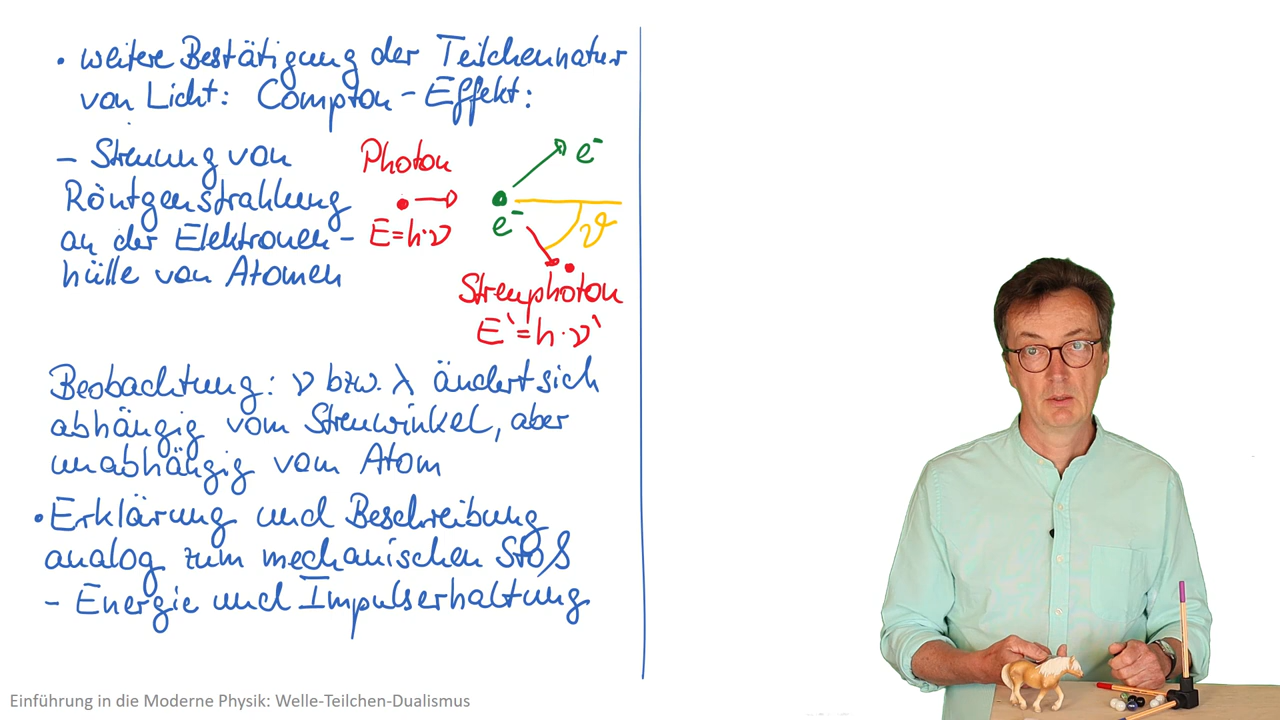 • weitere Bestätigung der Teilchennatur
von Licht: Compton-Effekt:
- Streuung von
Röntgenstrahlung
an der Elektronen-
hülle von Atomen
Photon
E=h·ν
e⁻
e⁻
ϑ
Streuphoton
E'=h·ν'
Beobachtung: ν bzw. λ ändert sich
abhängig vom Streuwinkel, aber
unabhängig vom Atom
• Erklärung und Beschreibung
analog zum mechanischen Stoß
- Energie und Impulserhaltung
Einführung in die Moderne Physik: Welle-Teilchen-Dualismus